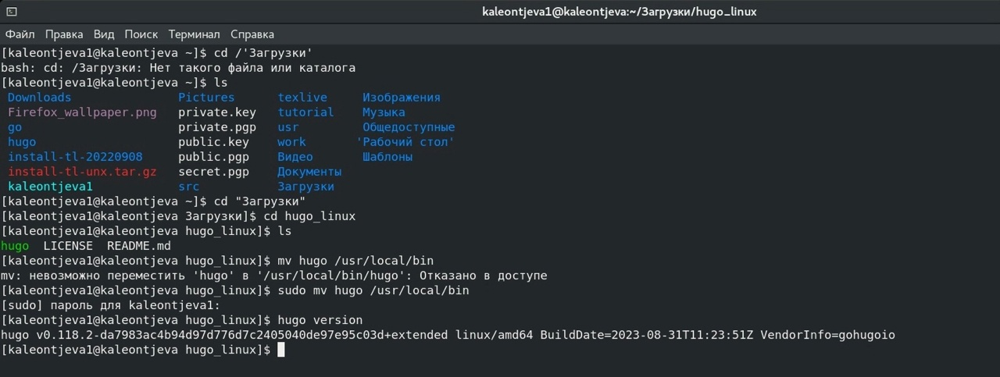 kaleontjeva1@kaleontjeva:~/Загрузки/hugo_linux
Файл Правка Вид Поиск Терминал Справка
[kaleontjeva1@kaleontjeva ~]$ cd /'Загрузки'
bash: cd: /Загрузки: Нет такого файла или каталога
[kaleontjeva1@kaleontjeva ~]$ ls
Downloads Pictures texlive Изображения
Firefox_wallpaper.png private.key tutorial Музыка
go private.pgp usr Общедоступные
hugo public.key work 'Рабочий стол'
install-tl-20220908 public.pgp Видео Шаблоны
install-tl-unx.tar.gz secret.pgp Документы
kaleontjeva1 src Загрузки
[kaleontjeva1@kaleontjeva ~]$ cd "Загрузки"
[kaleontjeva1@kaleontjeva Загрузки]$ cd hugo_linux
[kaleontjeva1@kaleontjeva hugo_linux]$ ls
hugo LICENSE README.md
[kaleontjeva1@kaleontjeva hugo_linux]$ mv hugo /usr/local/bin
mv: невозможно переместить 'hugo' в '/usr/local/bin/hugo': Отказано в доступе
[kaleontjeva1@kaleontjeva hugo_linux]$ sudo mv hugo /usr/local/bin
[sudo] пароль для kaleontjeva1:
[kaleontjeva1@kaleontjeva hugo_linux]$ hugo version
hugo v0.118.2-da7983ac4b94d97d776d7c2405040de97e95c03d+extended linux/amd64 BuildDate=2023-08-31T11:23:51Z VendorInfo=gohugoio
[kaleontjeva1@kaleontjeva hugo_linux]$